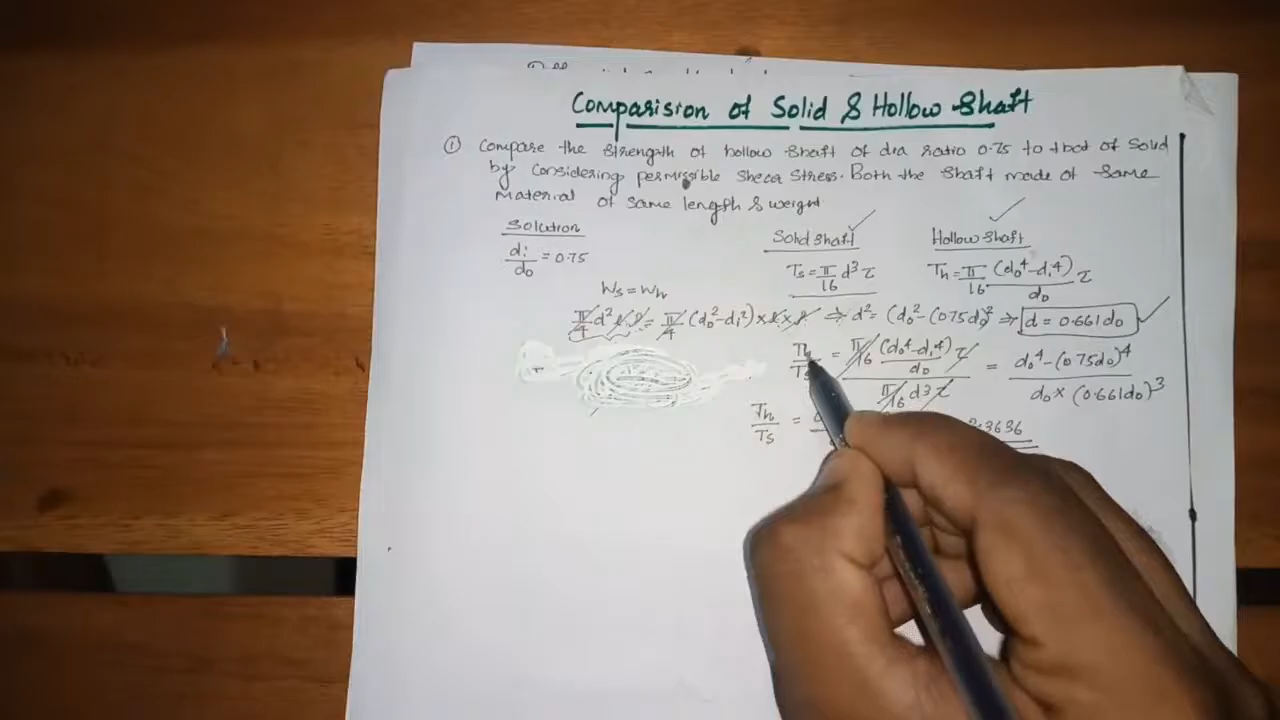 Comparision of Solid & Hollow Shaft
① Compare the strength of hollow shaft of dia ratio 0.75 to that of Solid
by Considering permissible Shear Stress. Both the shaft made of Same
material of Same length & weight
Solution
Solid shaft ✓ Hollow shaft ✓
di/do = 0.75
Ts = π/16 d³ τ
Th = π/16 (do⁴-di⁴)/do τ
Ws = Wh
π/4 d² = π/4 (do²-di²) × ⇒ d² = (do²-(0.75do)² ⇒ d = 0.661do
Th/Ts = π/16 (do⁴-di⁴)/do τ / π/16 d³ τ = do⁴-(0.75do)⁴ / do × (0.661do)³
Th/Ts = 3636